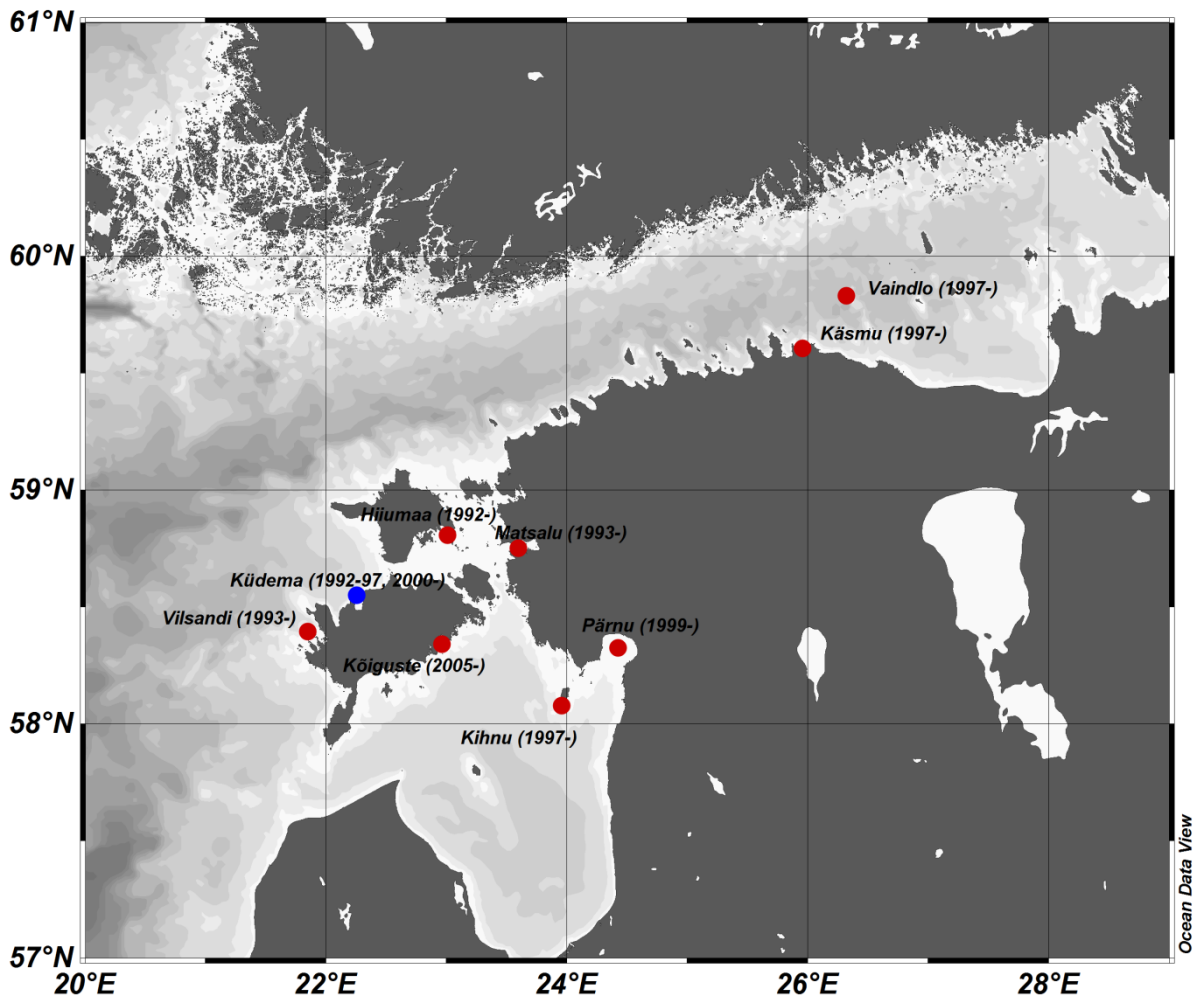 61°N
60°N
Vaindlo (1997-)
Käsmu (1997-)
59°N
Hiiumaa (1992-)
Matsalu (1993-)
Küdema (1992-97, 2000-)
Vilsandi (1993-)
Pärnu (1999-)
Kõiguste (2005-)
58°N
Kihnu (1997-)
Ocean Data View
57°N
20°E
22°E
24°E
26°E
28°E